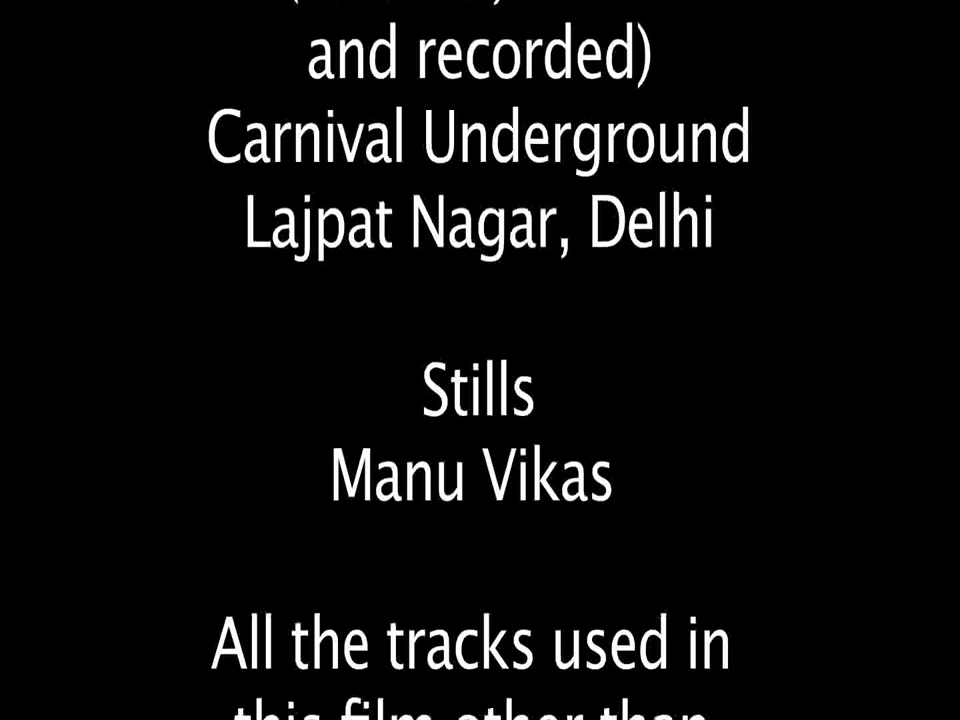 and recorded)
Carnival Underground
Lajpat Nagar, Delhi
Stills
Manu Vikas
All the tracks used in
this film other than